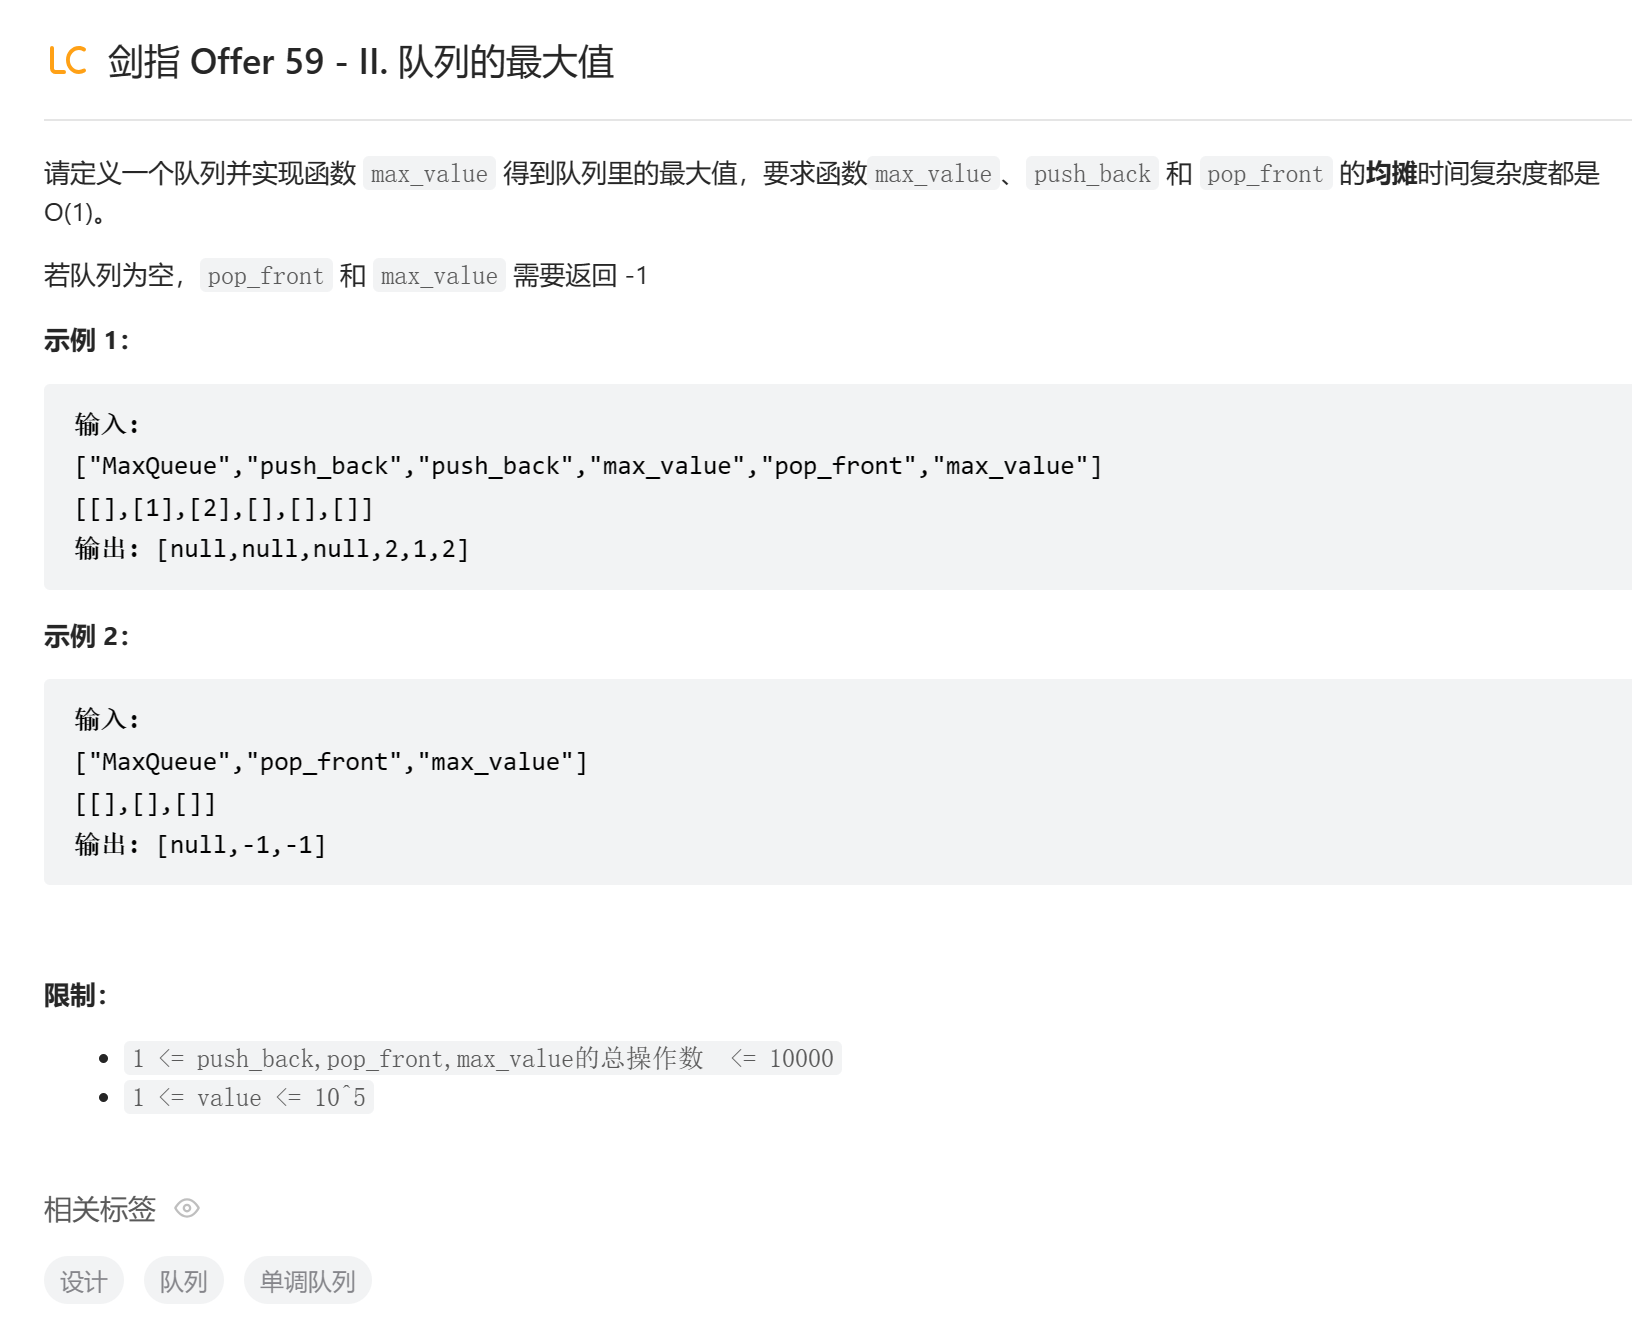 LC 剑指 Offer 59 - II. 队列的最大值
请定义一个队列并实现函数 max_value 得到队列里的最大值，要求函数max_value、push_back 和 pop_front 的均摊时间复杂度都是
O(1)。
若队列为空，pop_front 和 max_value 需要返回 -1
示例 1：
输入:
["MaxQueue","push_back","push_back","max_value","pop_front","max_value"]
[[],[1],[2],[],[],[]]
输出: [null,null,null,2,1,2]
示例 2：
输入:
["MaxQueue","pop_front","max_value"]
[[],[],[]]
输出: [null,-1,-1]
限制：
1 <= push_back,pop_front,max_value的总操作数 <= 10000
1 <= value <= 10^5
相关标签
设计 队列 单调队列